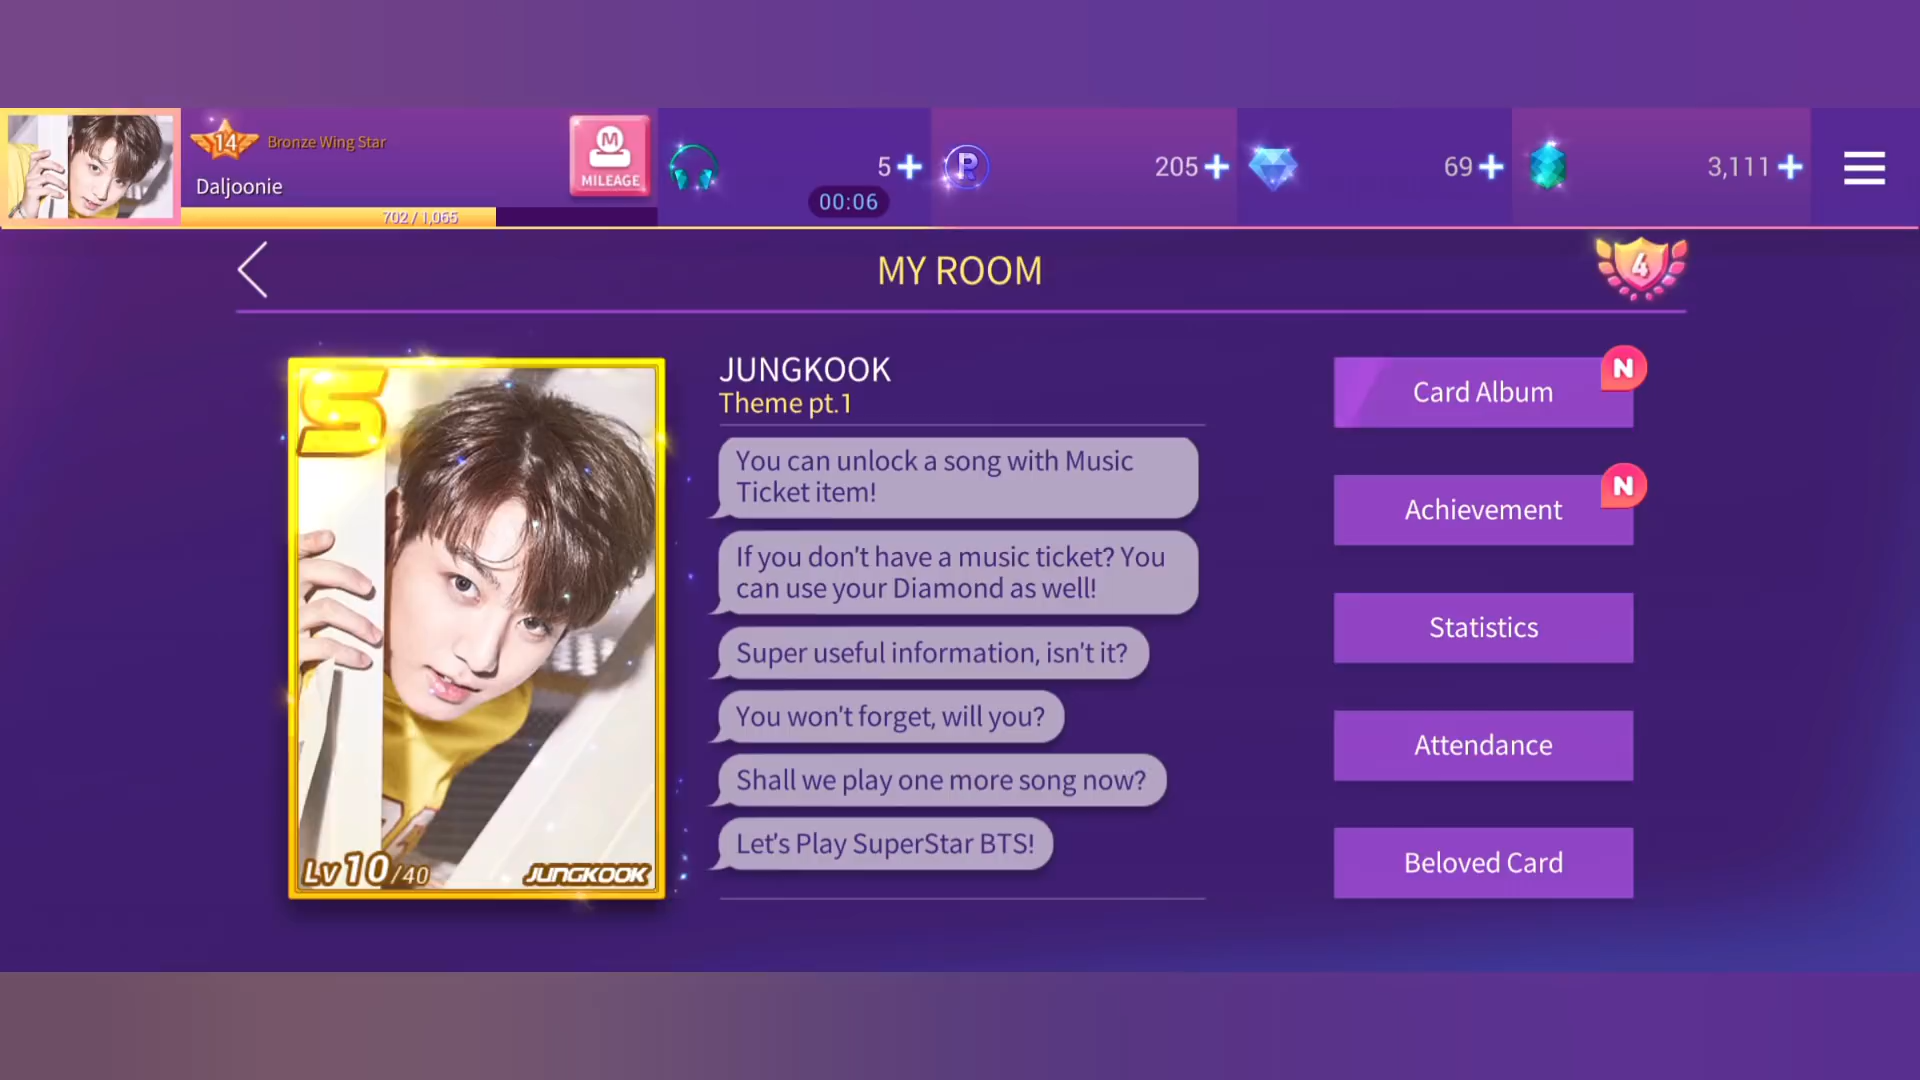 14
Bronze Wing Star
Daljoonie
702 / 1,065
M
MILEAGE
5
00:06
R
205
69
3,111
MY ROOM
4
S
Lv 10/40
JUNGKOOK
JUNGKOOK
Theme pt.1
You can unlock a song with Music
Ticket item!
If you don't have a music ticket? You
can use your Diamond as well!
Super useful information, isn't it?
You won't forget, will you?
Shall we play one more song now?
Let's Play SuperStar BTS!
Card Album
N
Achievement
N
Statistics
Attendance
Beloved Card